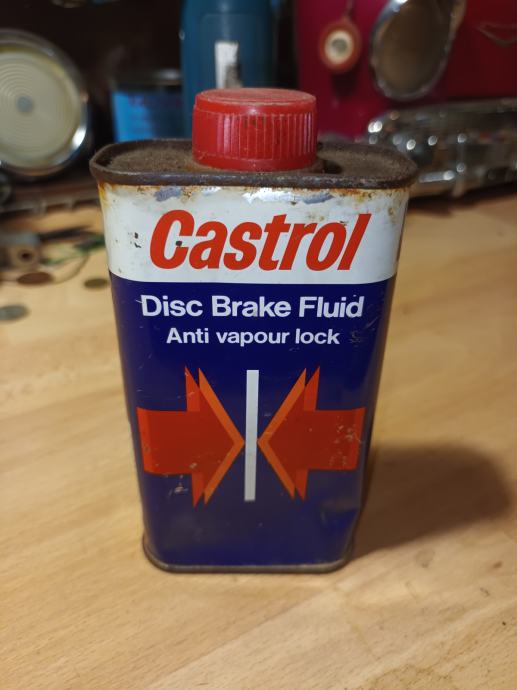 Castrol
Disc Brake Fluid
Anti vapour lock